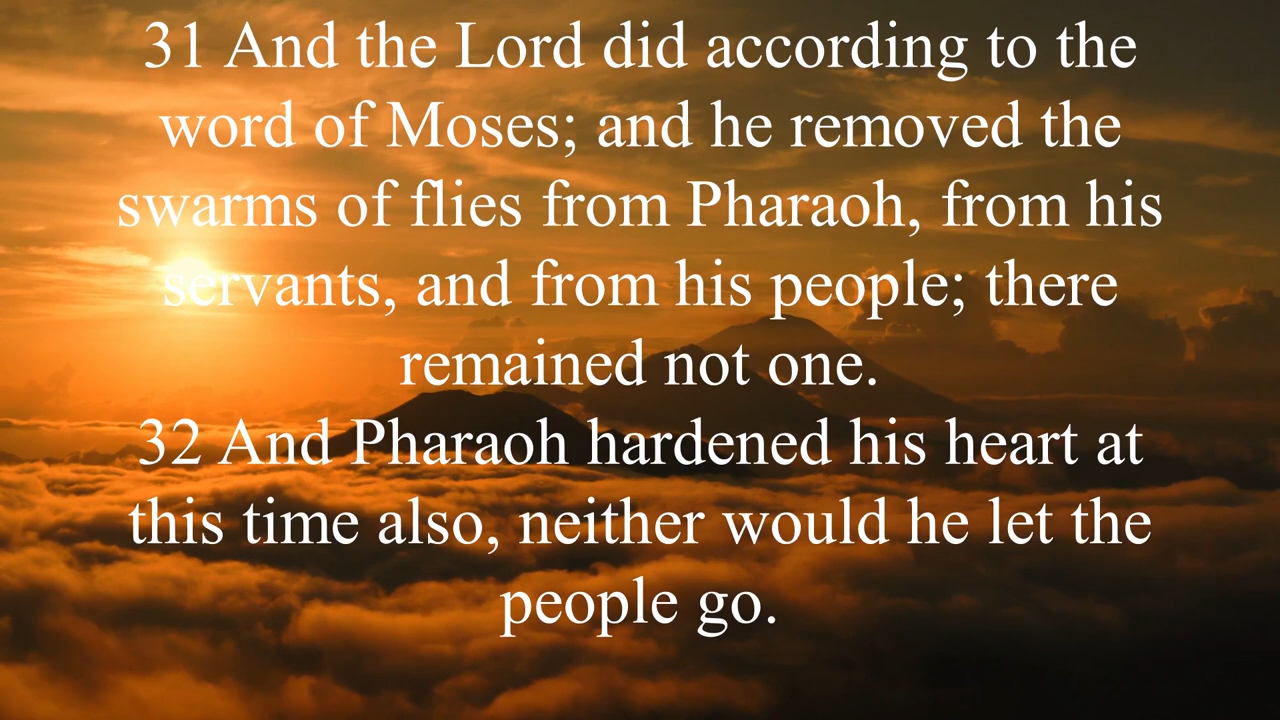 31 And the Lord did according to the
word of Moses; and he removed the
swarms of flies from Pharaoh, from his
servants, and from his people; there
remained not one.
32 And Pharaoh hardened his heart at
this time also, neither would he let the
people go.